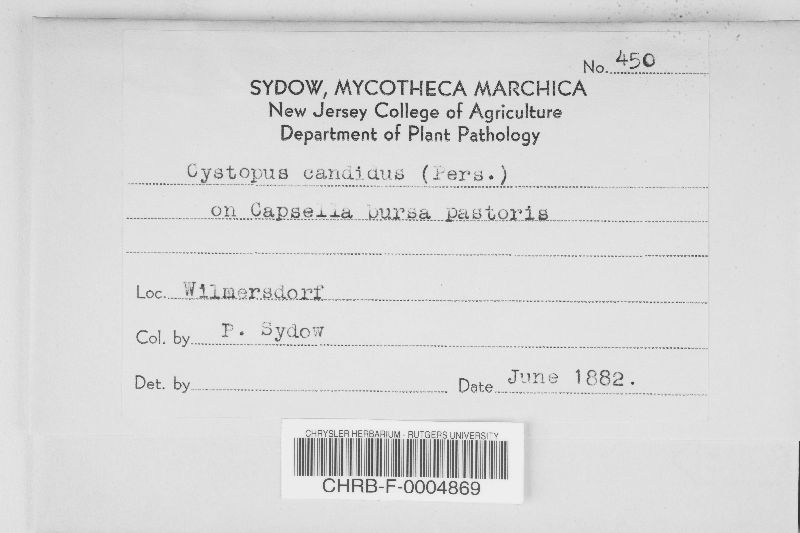 No. 450
SYDOW, MYCOTHECA MARCHICA
New Jersey College of Agriculture
Department of Plant Pathology
Cystopus candidus (Pers.)
on Capsella bursa pastoris
Loc. Wilmersdorf
Col. by P. Sydow
Det. by Date June 1882.
CHRYSLER HERBARIUM - RUTGERS UNIVERSITY
CHRB-F-0004869